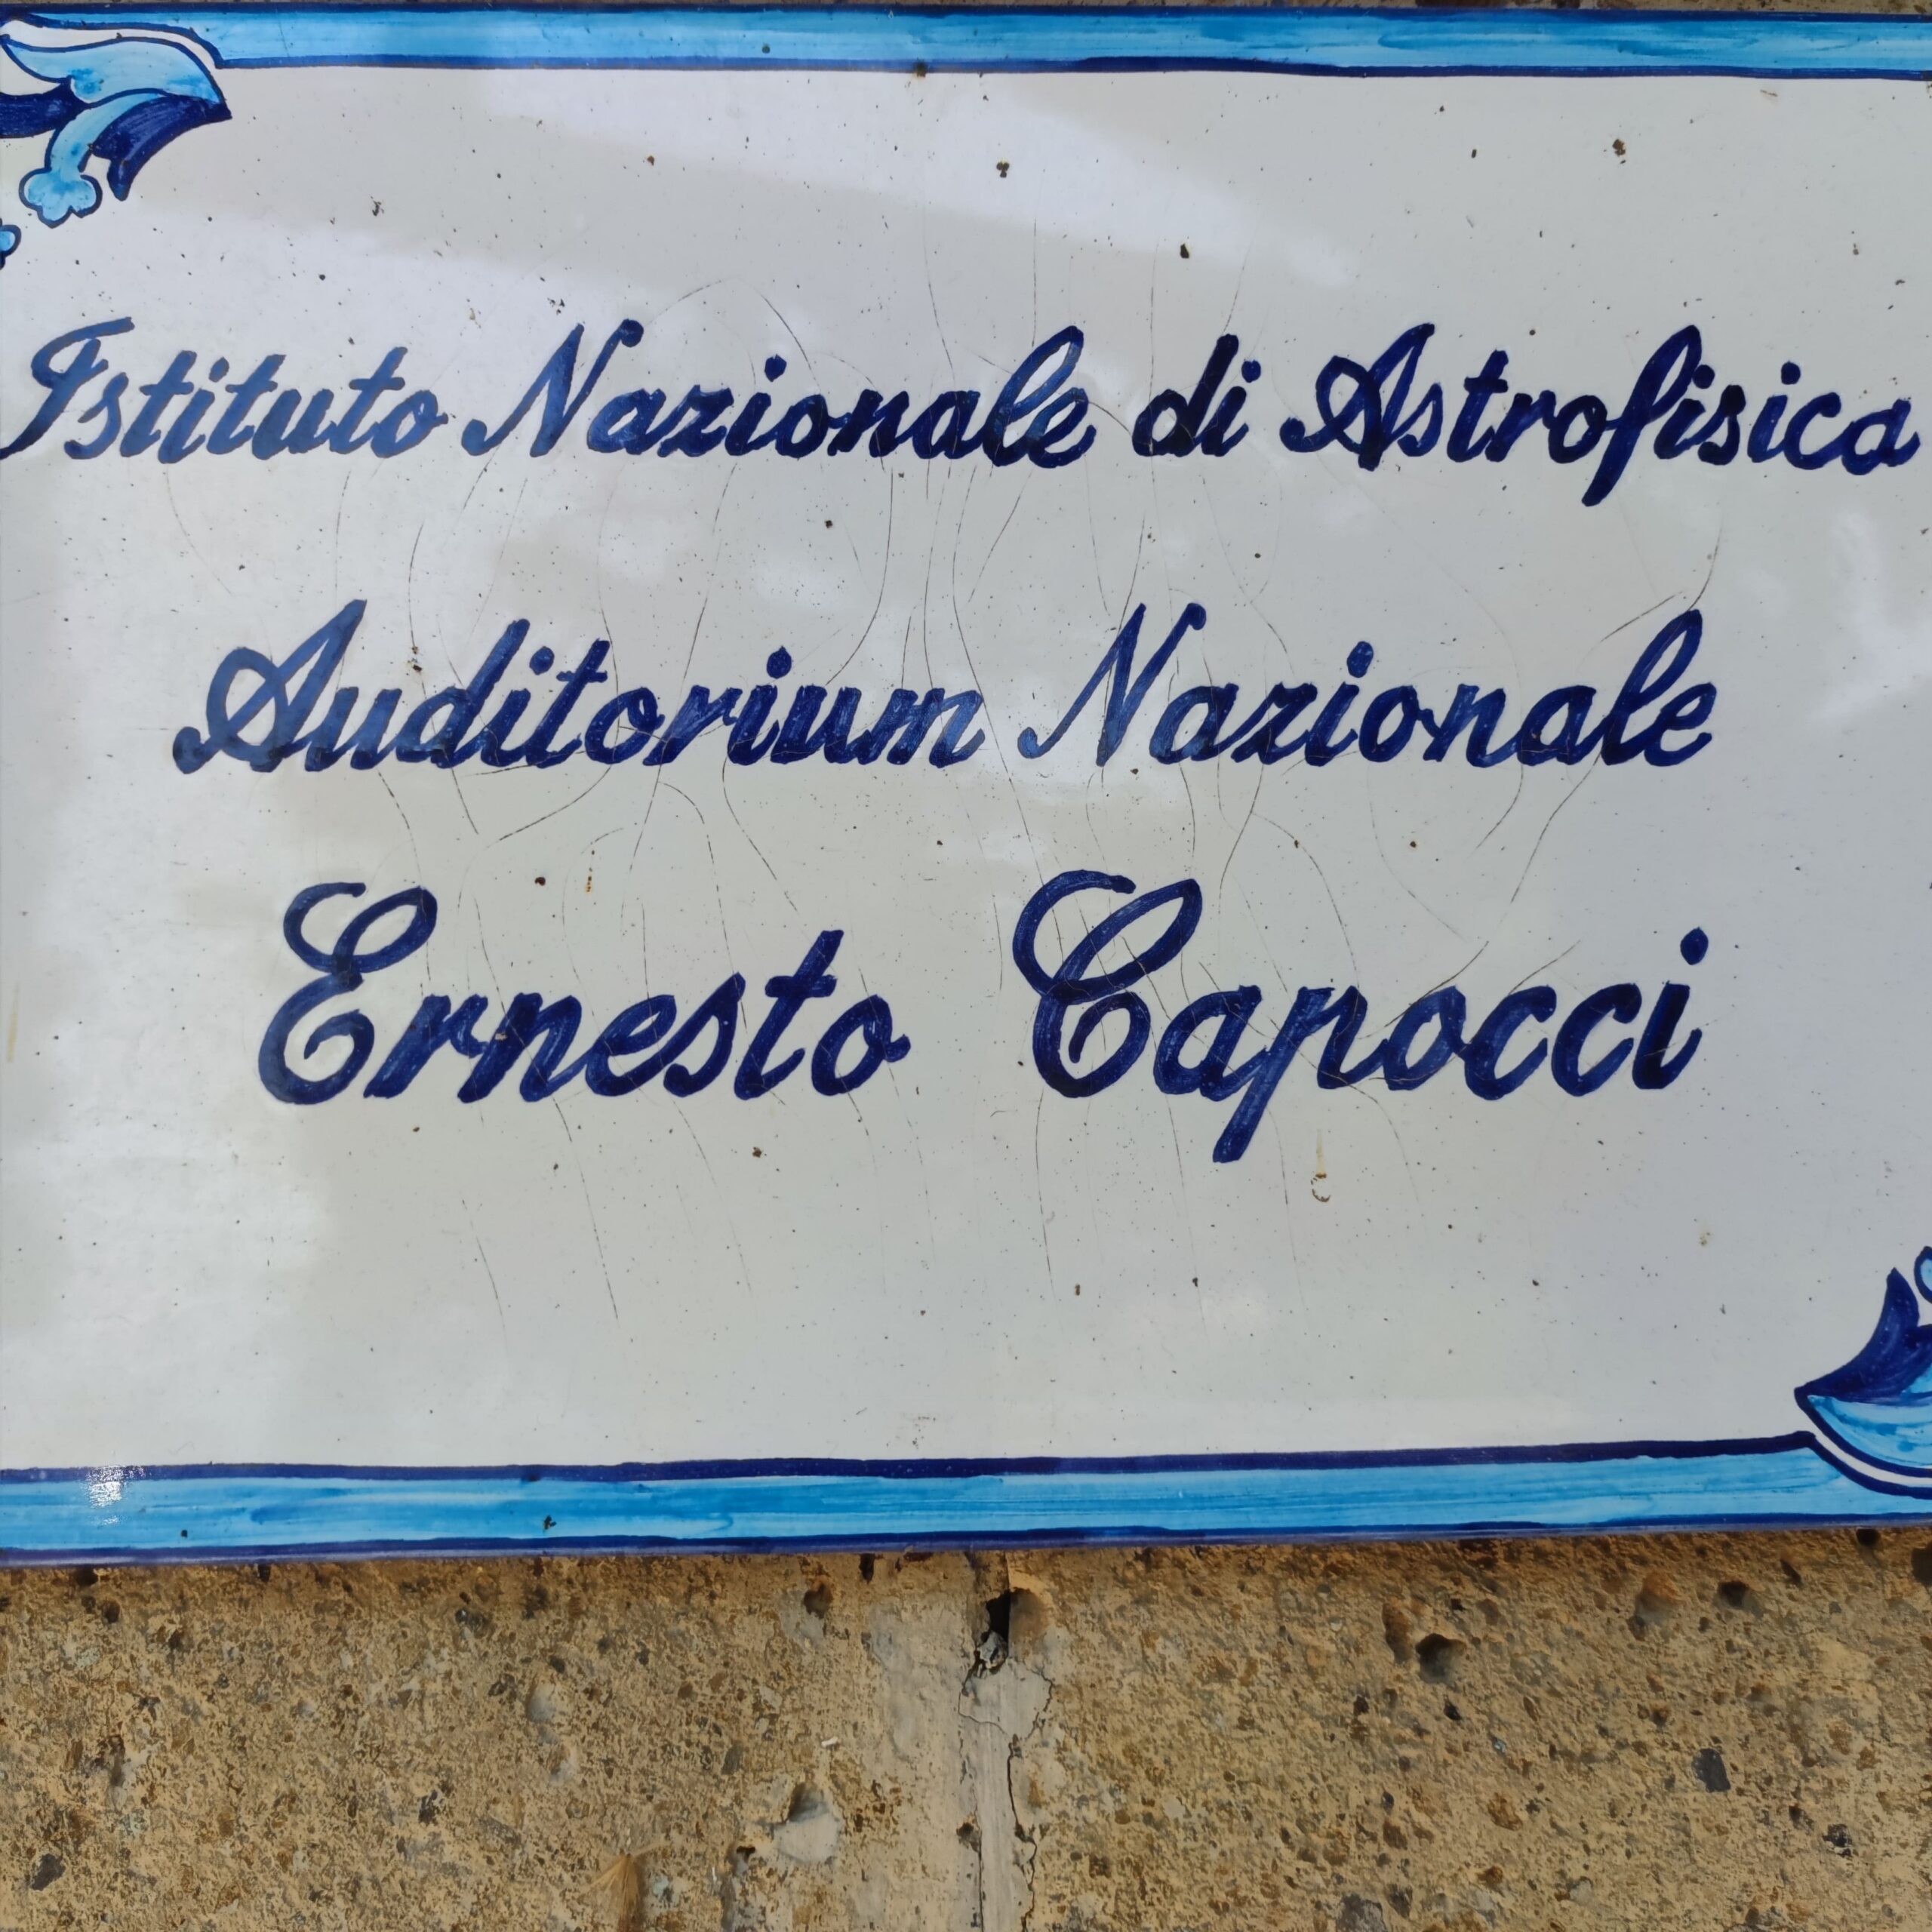 Istituto Nazionale di Astrofisica
Auditorium Nazionale
Ernesto Capocci